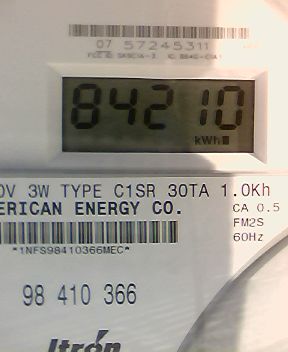 07 57245311
84210
kWh
0V 3W TYPE C1SR 30TA 1.0Kh
ERICAN ENERGY CO.
CA 0.5
FM2S
60Hz
*1NFS98410366MEC*
98 410 366
Itrón